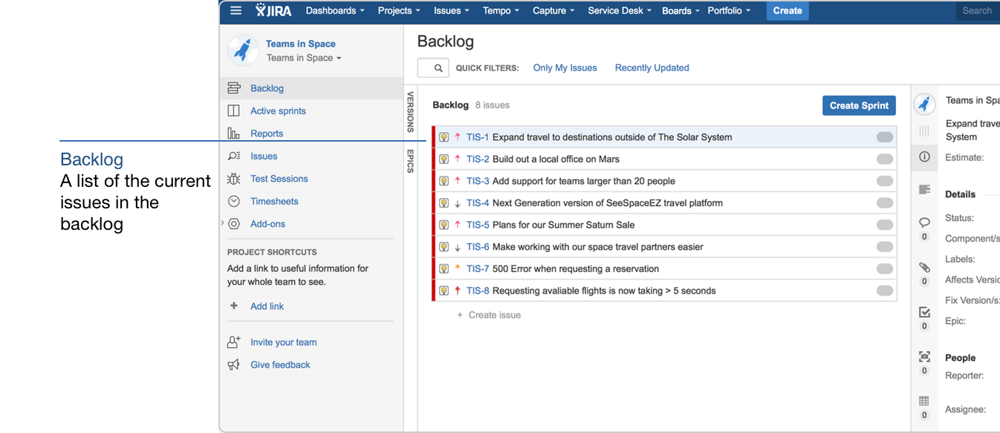 JIRA Dashboards Projects Issues Tempo Capture Service Desk Boards Portfolio Create Search
Teams in Space
Teams in Space
Backlog
Active sprints
Reports
Issues
Test Sessions
Timesheets
Add-ons
PROJECT SHORTCUTS
Add a link to useful information for
your whole team to see.
+ Add link
Invite your team
Give feedback
Backlog
A list of the current
issues in the
backlog
Backlog
QUICK FILTERS: Only My Issues Recently Updated
VERSIONS
EPICS
Backlog 8 issues Create Sprint
TIS-1 Expand travel to destinations outside of The Solar System
TIS-2 Build out a local office on Mars
TIS-3 Add support for teams larger than 20 people
TIS-4 Next Generation version of SeeSpaceEZ travel platform
TIS-5 Plans for our Summer Saturn Sale
TIS-6 Make working with our space travel partners easier
TIS-7 500 Error when requesting a reservation
TIS-8 Requesting avaliable flights is now taking > 5 seconds
+ Create issue
0
0
0
0
0
Teams in Spa
Expand trave
System
Estimate:
Details
Status:
Component/s
Labels:
Affects Versio
Fix Version/s:
Epic:
People
Reporter:
Assignee: